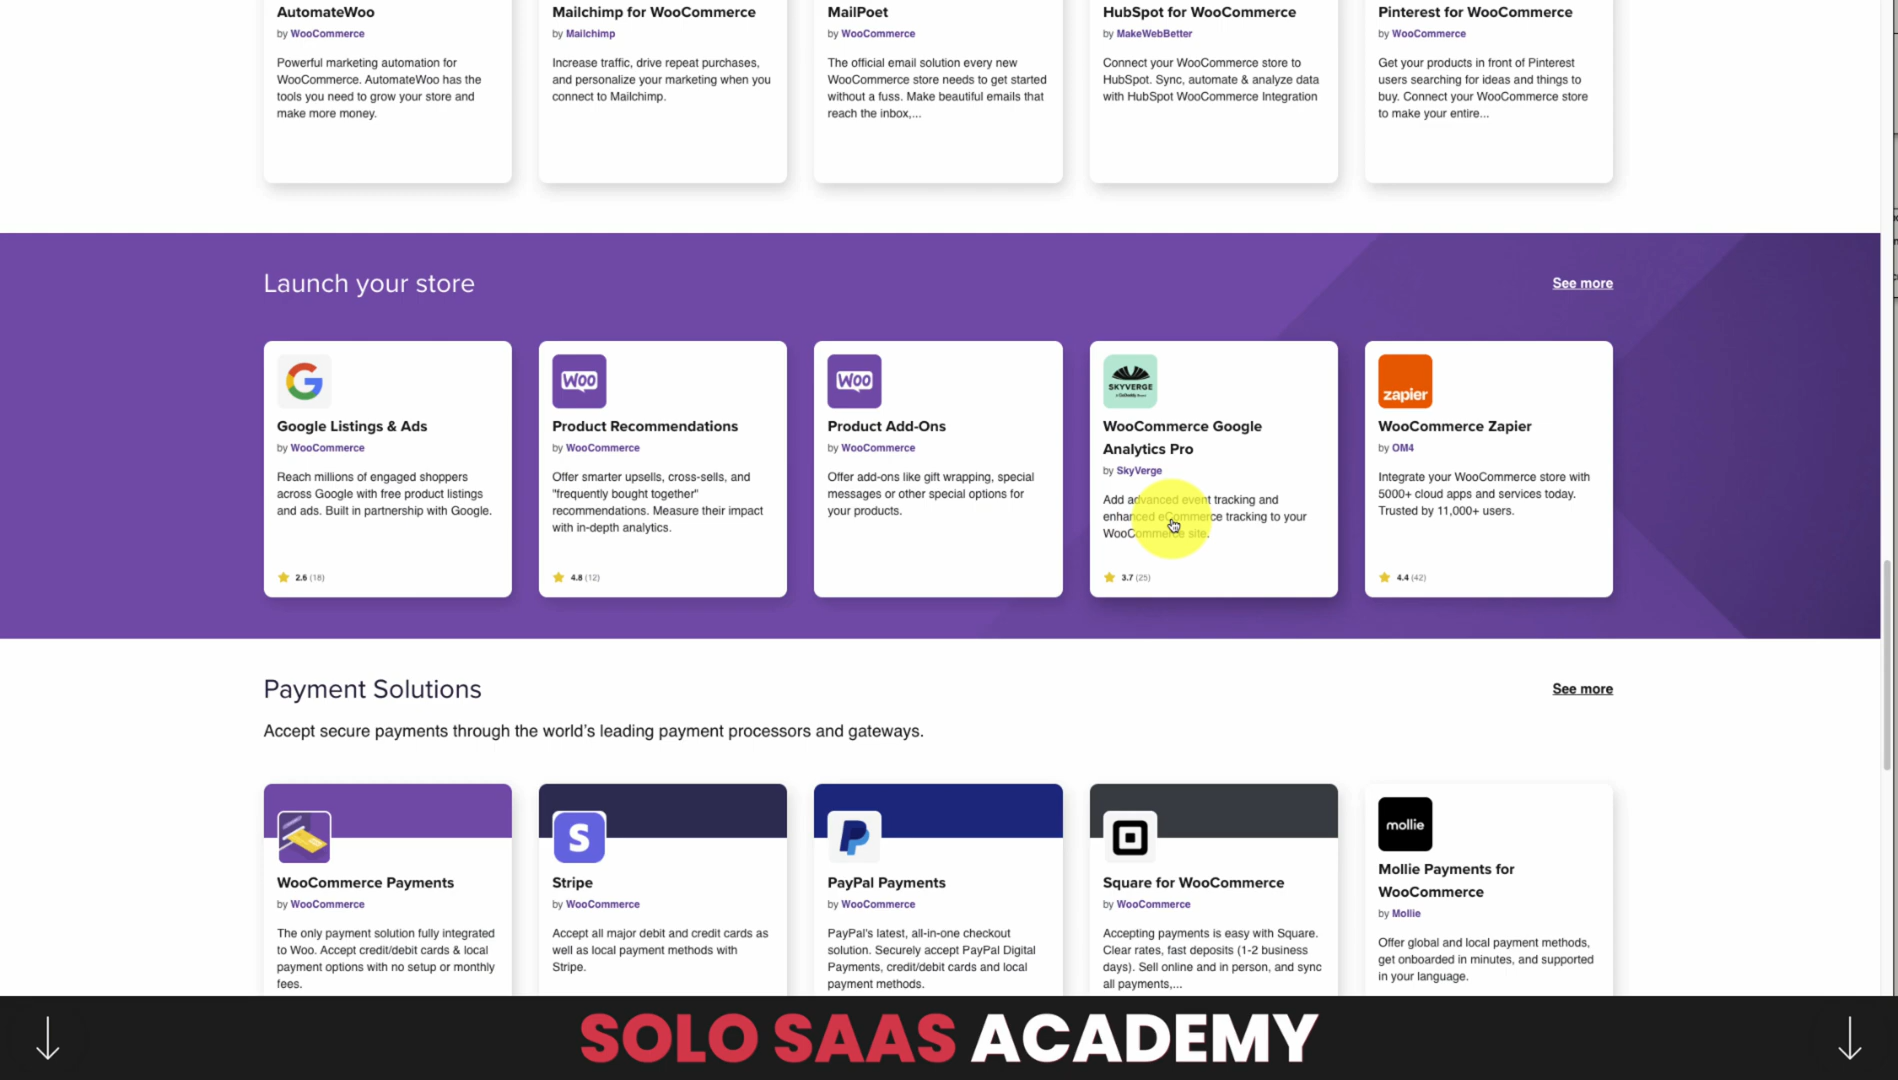 AutomateWoo
by WooCommerce
Powerful marketing automation for
WooCommerce. AutomateWoo has the
tools you need to grow your store and
make more money.
Mailchimp for WooCommerce
by Mailchimp
Increase traffic, drive repeat purchases,
and personalize your marketing when you
connect to Mailchimp.
MailPoet
by WooCommerce
The official email solution every new
WooCommerce store needs to get started
without a fuss. Make beautiful emails that
reach the inbox,...
HubSpot for WooCommerce
by MakeWebBetter
Connect your WooCommerce store to
HubSpot. Sync, automate & analyze data
with HubSpot WooCommerce Integration
Pinterest for WooCommerce
by WooCommerce
Get your products in front of Pinterest
users searching for ideas and things to
buy. Connect your WooCommerce store
to make your entire...
Launch your store
See more
Google Listings & Ads
by WooCommerce
Reach millions of engaged shoppers
across Google with free product listings
and ads. Built in partnership with Google.
2.6 (18)
WOO
Product Recommendations
by WooCommerce
Offer smarter upsells, cross-sells, and
"frequently bought together"
recommendations. Measure their impact
with in-depth analytics.
4.8 (12)
WOO
Product Add-Ons
by WooCommerce
Offer add-ons like gift wrapping, special
messages or other special options for
your products.
SKYVERGE
WooCommerce Google
Analytics Pro
by SkyVerge
Add advanced event tracking and
enhanced eCommerce tracking to your
WooCommerce site.
3.7 (25)
zapier
WooCommerce Zapier
by OM4
Integrate your WooCommerce store with
5000+ cloud apps and services today.
Trusted by 11,000+ users.
4.4 (42)
Payment Solutions
See more
Accept secure payments through the world's leading payment processors and gateways.
WooCommerce Payments
by WooCommerce
The only payment solution fully integrated
to Woo. Accept credit/debit cards & local
payment options with no setup or monthly
fees.
S
Stripe
by WooCommerce
Accept all major debit and credit cards as
well as local payment methods with
Stripe.
PayPal Payments
by WooCommerce
PayPal's latest, all-in-one checkout
solution. Securely accept PayPal Digital
Payments, credit/debit cards and local
payment methods.
Square for WooCommerce
by WooCommerce
Accepting payments is easy with Square.
Clear rates, fast deposits (1-2 business
days). Sell online and in person, and sync
all payments,...
mollie
Mollie Payments for
WooCommerce
by Mollie
Offer global and local payment methods,
get onboarded in minutes, and supported
in your language.
SOLO SAAS ACADEMY